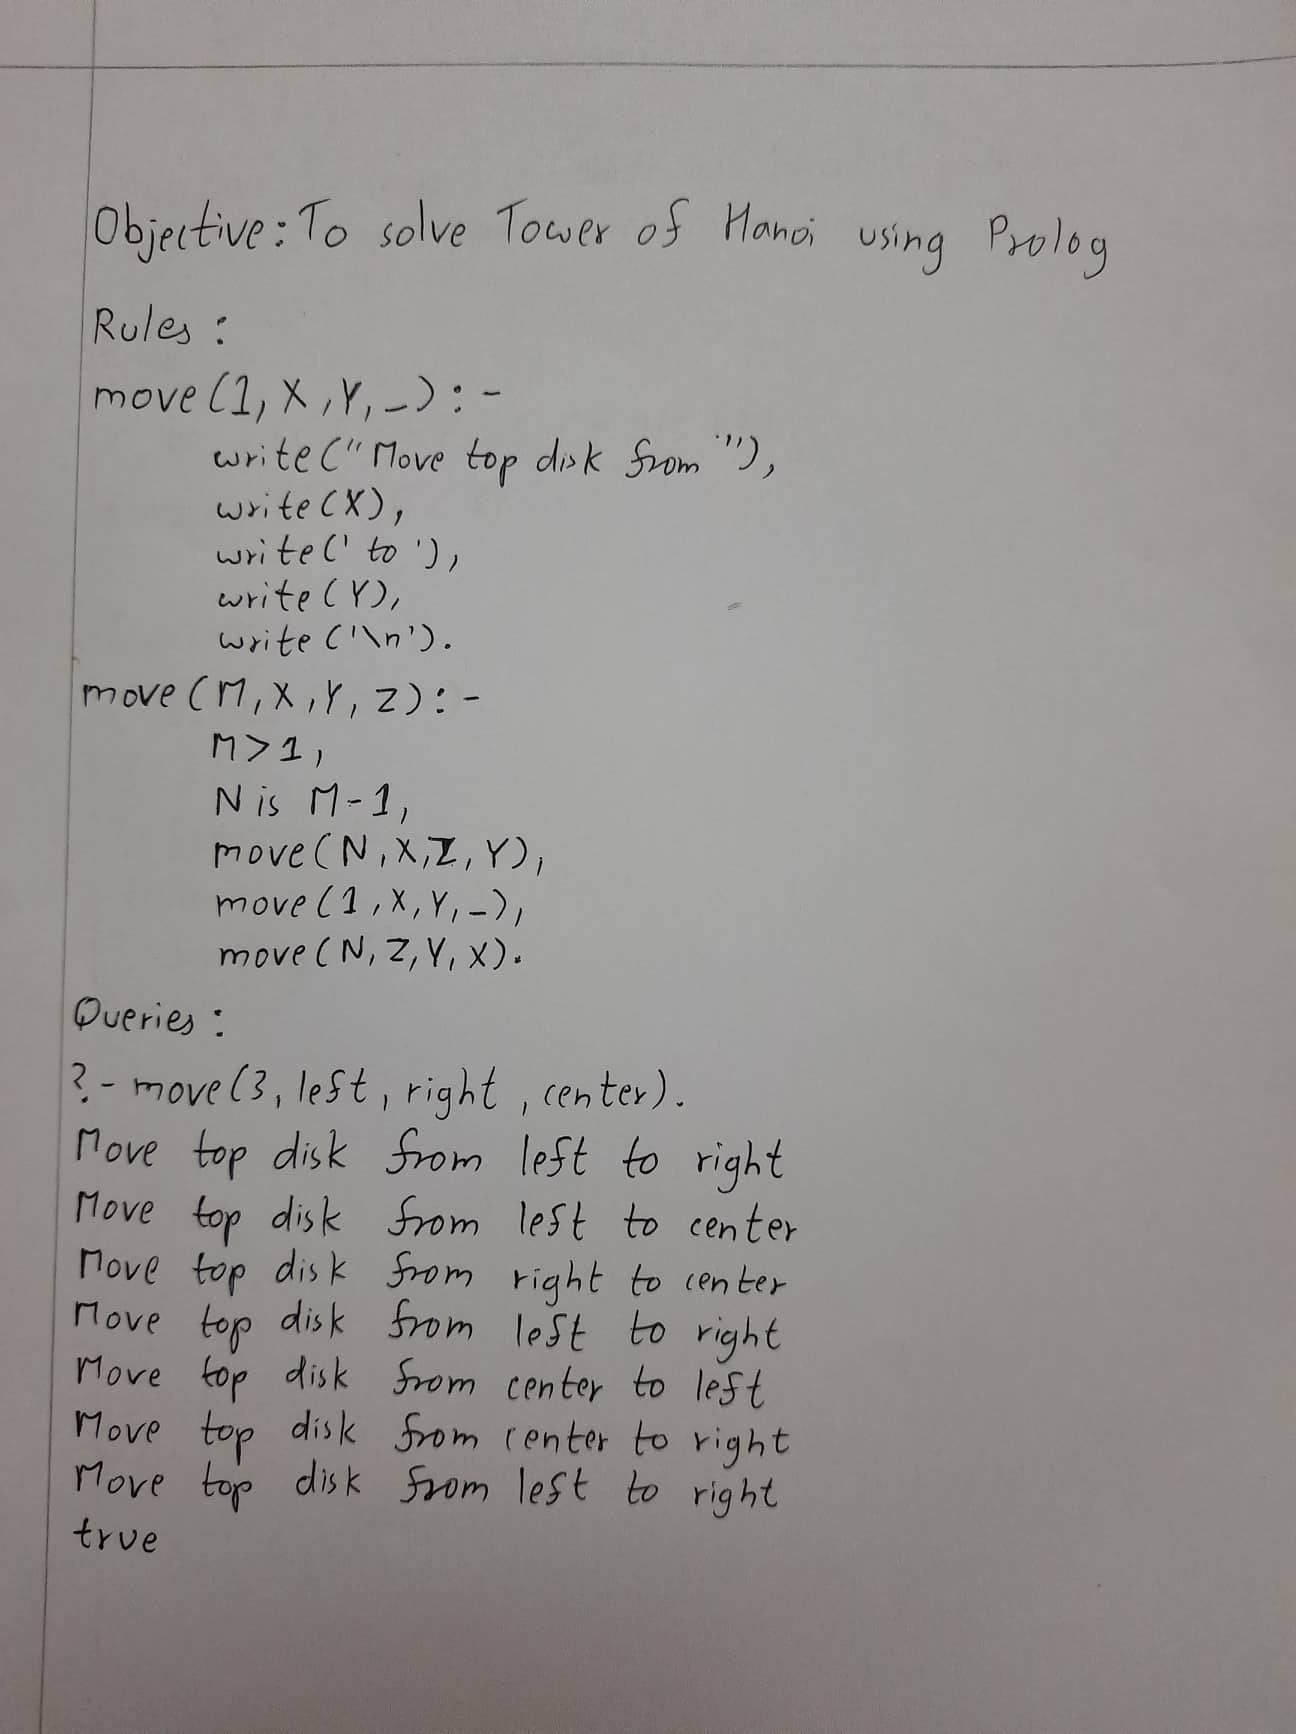 Objective: To solve Tower of Hanoi using Prolog
Rules :
move (1, X, Y, _) : -
write (" Move top disk from '"),
write (X),
write (' to '),
write (Y),
write ('\n').
move (M, X, Y, Z) : -
M > 1,
N is M - 1,
move (N, X, Z, Y),
move (1, X, Y, _),
move (N, Z, Y, X).
Queries :
? - move (3, left, right, center).
Move top disk from left to right
Move top disk from left to center
Move top disk from right to center
Move top disk from left to right
Move top disk from center to left
Move top disk from center to right
Move top disk from left to right
true